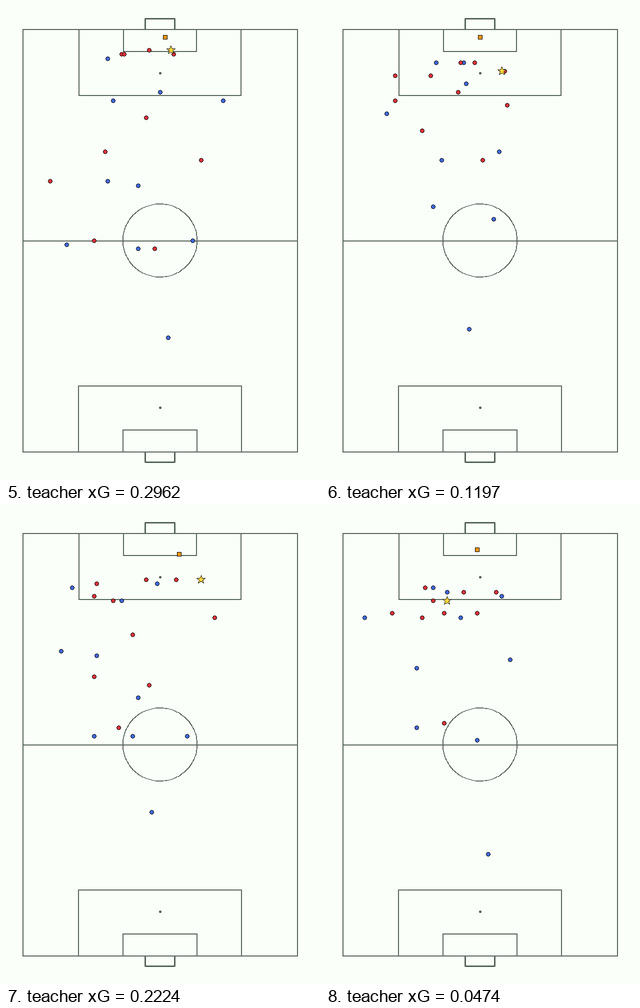 5. teacher xG = 0.2962
6. teacher xG = 0.1197
7. teacher xG = 0.2224
8. teacher xG = 0.0474